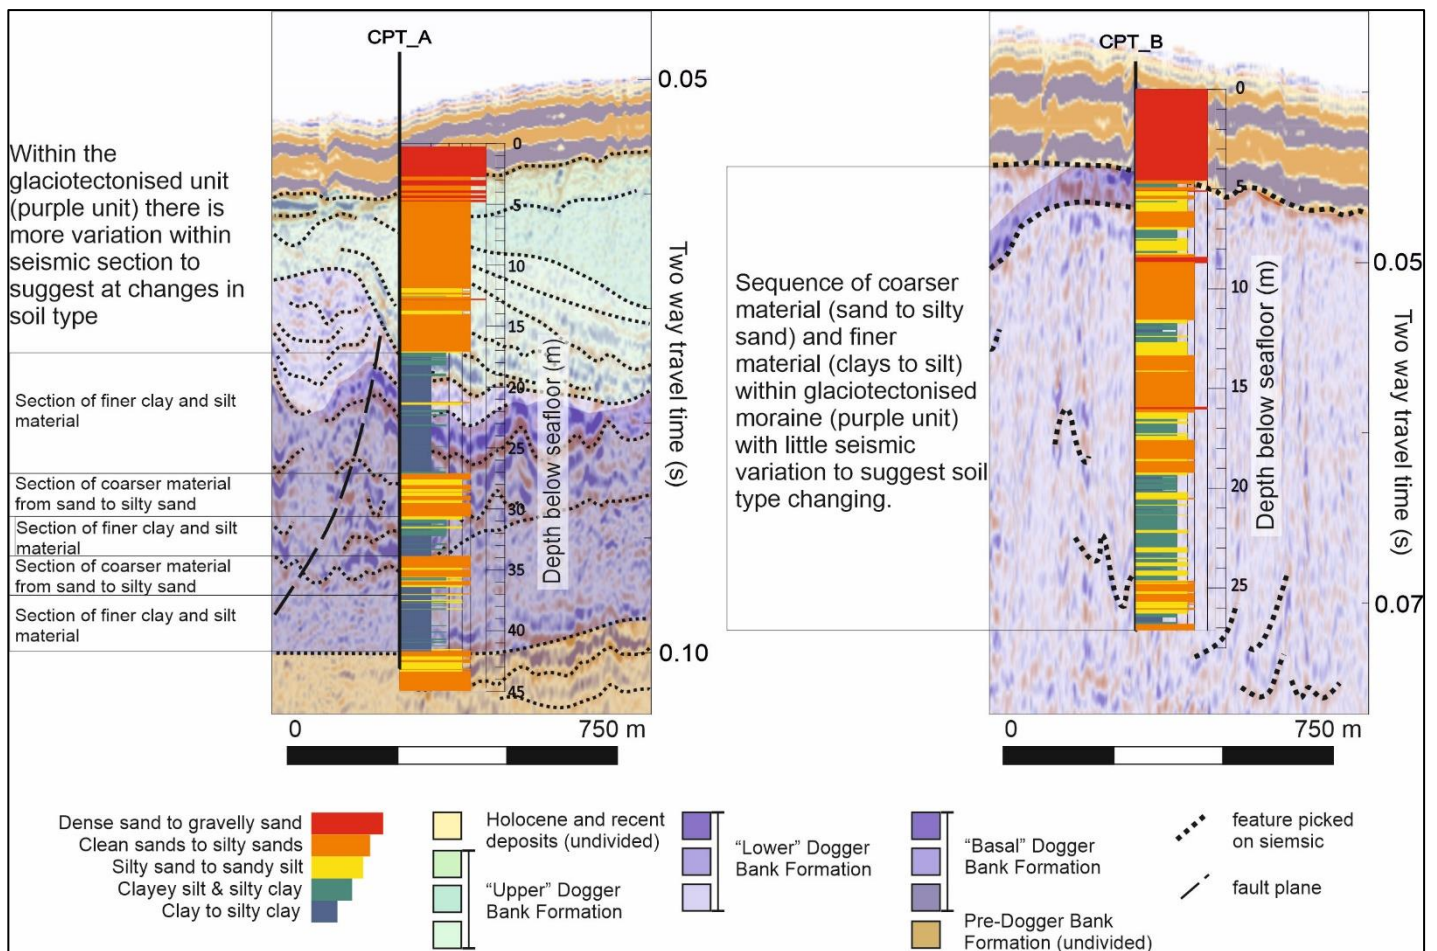 CPT_A
0.05
Within the
glaciotectonised unit
(purple unit) there is
more variation within
seismic section to
suggest at changes in
soil type
Section of finer clay and silt
material
Section of coarser material
from sand to silty sand
Section of finer clay and silt
material
Section of coarser material
from sand to silty sand
Section of finer clay and silt
material
0
5
10
15
20
25
30
35
40
45
Depth below seafloor (m)
Two way travel time (s)
0.10
0
750 m
CPT_B
Sequence of coarser
material (sand to silty
sand) and finer
material (clays to silt)
within glaciotectonised
moraine (purple unit)
with little seismic
variation to suggest soil
type changing.
0
5
10
15
20
25
Depth below seafloor (m)
0.05
Two way travel time (s)
0.07
0
750 m
Dense sand to gravelly sand
Clean sands to silty sands
Silty sand to sandy silt
Clayey silt & silty clay
Clay to silty clay
Holocene and recent
deposits (undivided)
“Upper” Dogger
Bank Formation
“Lower” Dogger
Bank Formation
“Basal” Dogger
Bank Formation
Pre-Dogger Bank
Formation (undivided)
feature picked
on siemsic
fault plane